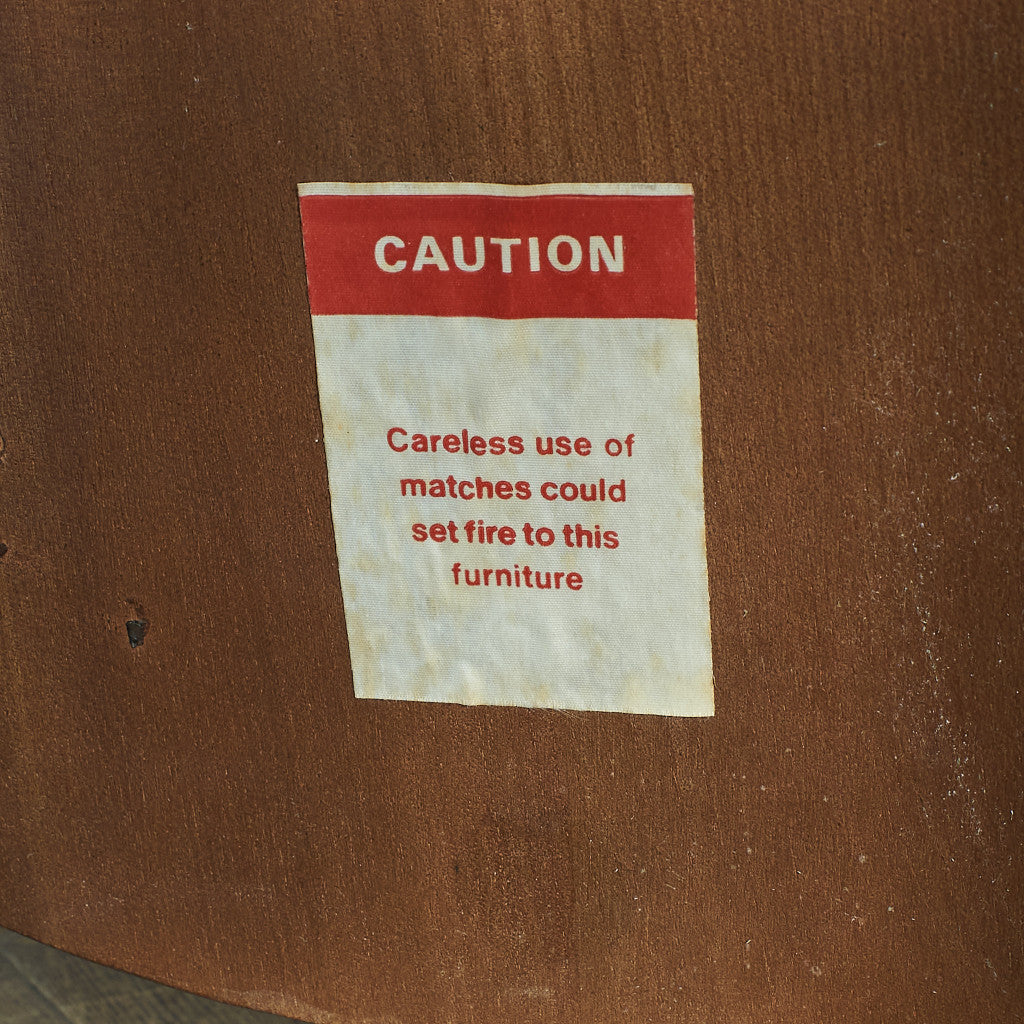 CAUTION
Careless use of
matches could
set fire to this
furniture